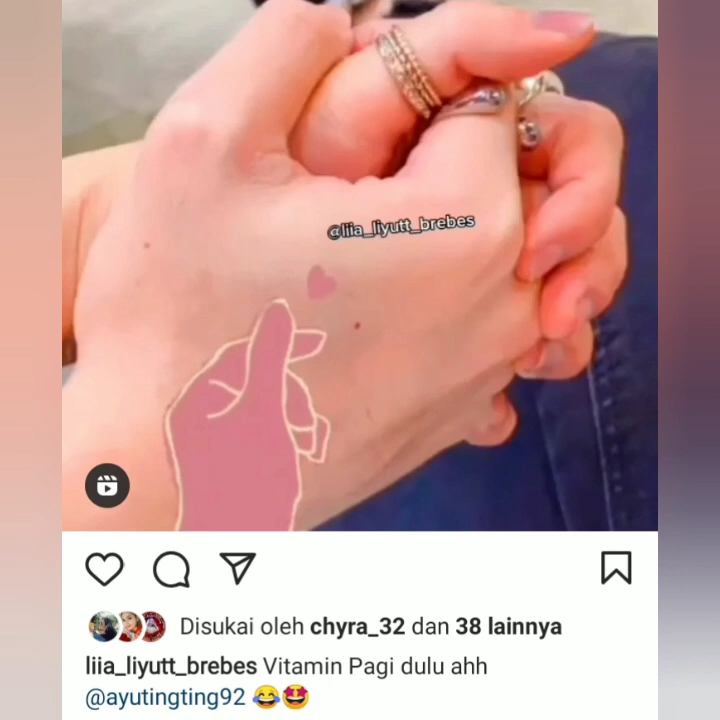 @liia_liyutt_brebes
Disukai oleh chyra_32 dan 38 lainnya
liia_liyutt_brebes Vitamin Pagi dulu ahh
@ayutingting92 😂🤩